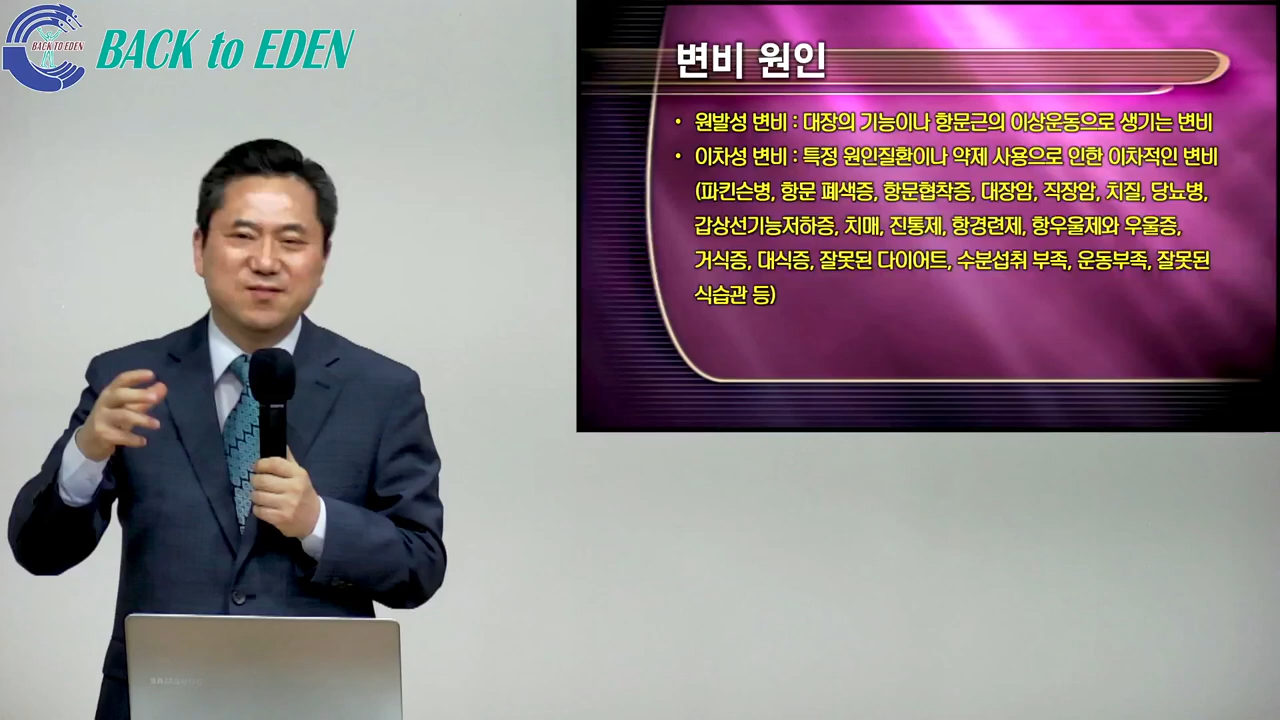 BACK TO EDEN
BACK to EDEN
변비 원인
• 원발성 변비 : 대장의 기능이나 항문근의 이상운동으로 생기는 변비
• 이차성 변비 : 특정 원인질환이나 약제 사용으로 인한 이차적인 변비
(파킨슨병, 항문 폐색증, 항문협착증, 대장암, 직장암, 치질, 당뇨병,
갑상선기능저하증, 치매, 진통제, 항경련제, 항우울제와 우울증,
거식증, 대식증, 잘못된 다이어트, 수분섭취 부족, 운동부족, 잘못된
식습관 등)